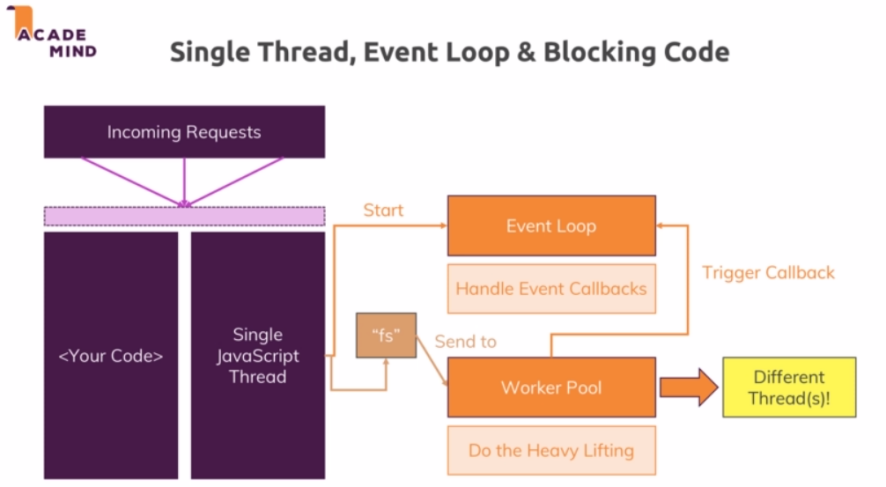 ACADE
MIND
Single Thread, Event Loop & Blocking Code
Incoming Requests
Start
Event Loop
Handle Event Callbacks
Trigger Callback
<Your Code>
Single
JavaScript
Thread
“fs”
Send to
Worker Pool
Different
Thread(s)!
Do the Heavy Lifting